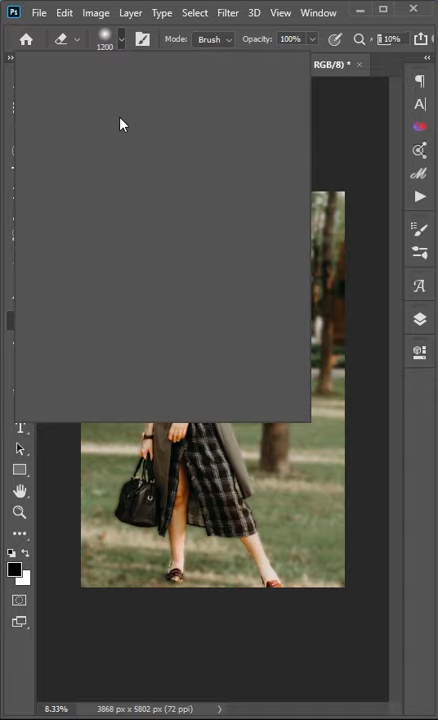 Ps File Edit Image Layer Type Select Filter 3D View Window
1200 Mode: Brush Opacity: 100% 10%
RGB/8) *
A
T
8.33% 3868 px x 5802 px (72 ppi)